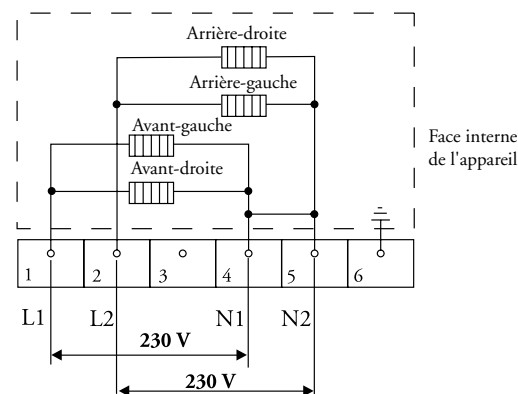 Arrière-droite
Arrière-gauche
Avant-gauche
Avant-droite
Face interne
de l'appareil
1 2 3 4 5 6
L1 L2 N1 N2
230 V
230 V